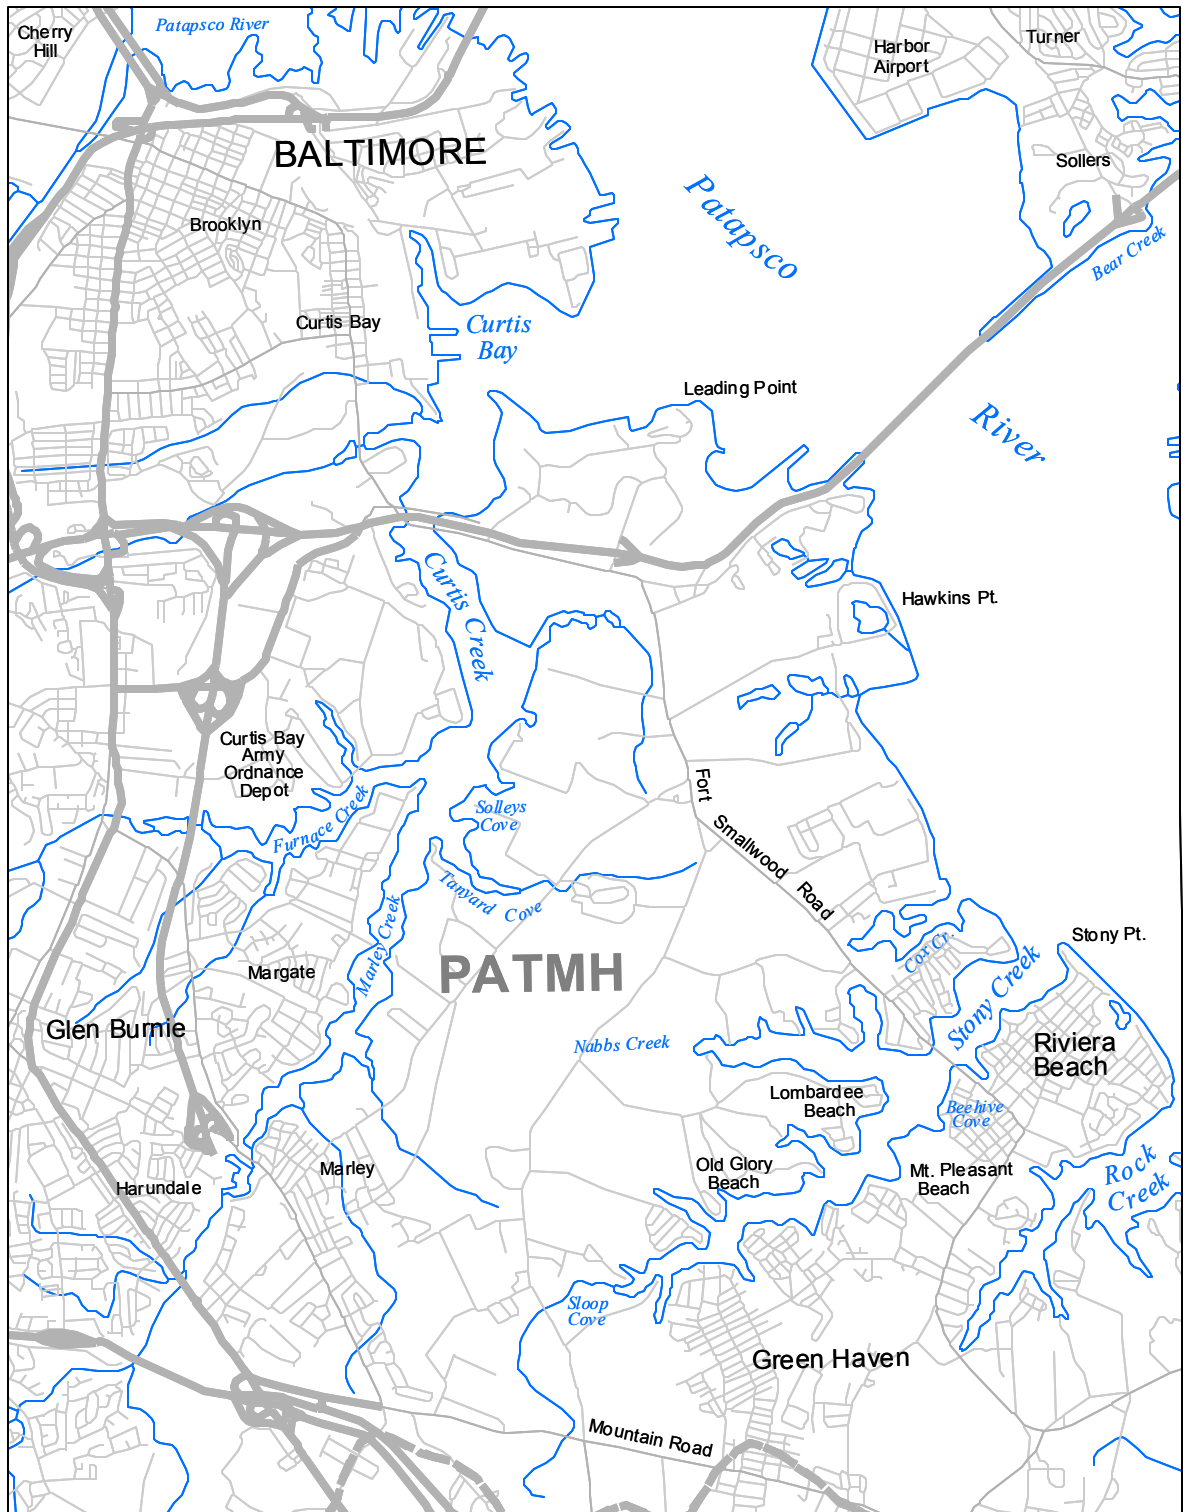 Patapsco River
Cherry
Hill
Harbor
Airport
Turner
BALTIMORE
Sollers
Patapsco
Brooklyn
Bear Creek
Curtis Bay
Curtis
Bay
Leading Point
River
Curtis Creek
Hawkins Pt.
Curtis Bay
Army
Ordnance
Depot
Fort Smallwood Road
Furnace Creek
Solleys
Cove
Tanyard Cove
Marley Creek
Cox Cr.
Stony Pt.
Margate
PATMH
Stony Creek
Glen Burnie
Nabbs Creek
Riviera
Beach
Lombardee
Beach
Beehive
Cove
Marley
Old Glory
Beach
Mt. Pleasant
Beach
Rock
Creek
Harundale
Sloop
Cove
Green Haven
Mountain Road